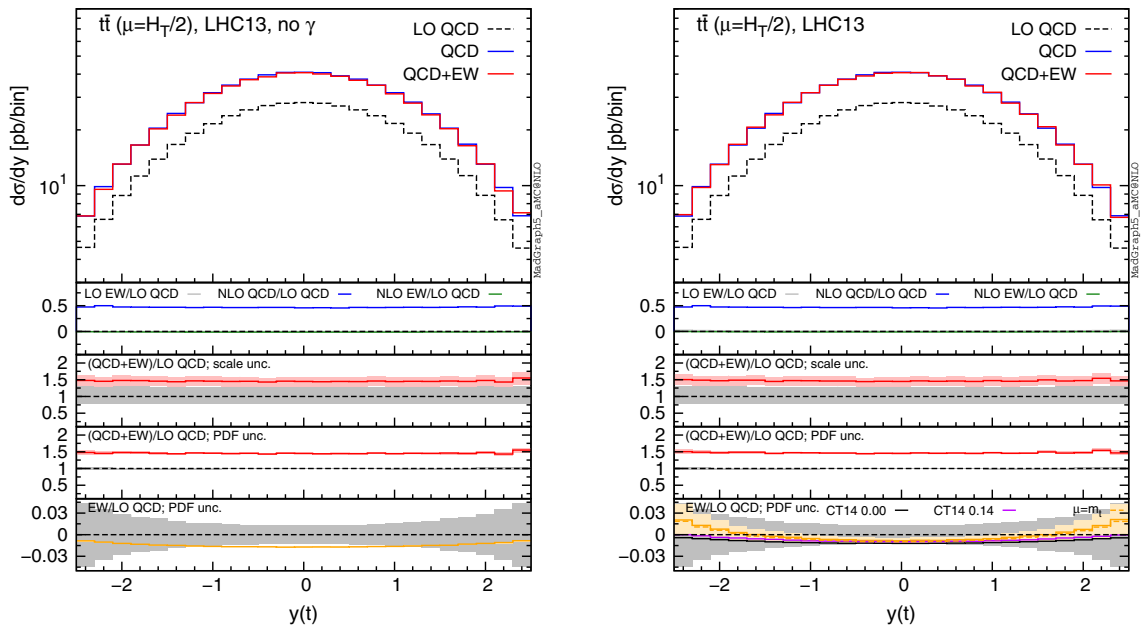 tt̄ (μ=H_T/2), LHC13, no γ
LO QCD
QCD
QCD+EW
dσ/dy [pb/bin]
10¹
MadGraph5_aMC@NLO
LO EW/LO QCD NLO QCD/LO QCD NLO EW/LO QCD
0.5
0
(QCD+EW)/LO QCD; scale unc.
2
1.5
1
0.5
(QCD+EW)/LO QCD; PDF unc.
2
1.5
1
0.5
EW/LO QCD; PDF unc.
0.03
0
−0.03
−2 −1 0 1 2
y(t)
tt̄ (μ=H_T/2), LHC13
LO QCD
QCD
QCD+EW
dσ/dy [pb/bin]
10¹
MadGraph5_aMC@NLO
LO EW/LO QCD NLO QCD/LO QCD NLO EW/LO QCD
0.5
0
(QCD+EW)/LO QCD; scale unc.
2
1.5
1
0.5
(QCD+EW)/LO QCD; PDF unc.
2
1.5
1
0.5
EW/LO QCD; PDF unc. CT14 0.00 CT14 0.14 μ=m_t
0.03
0
−0.03
−2 −1 0 1 2
y(t)